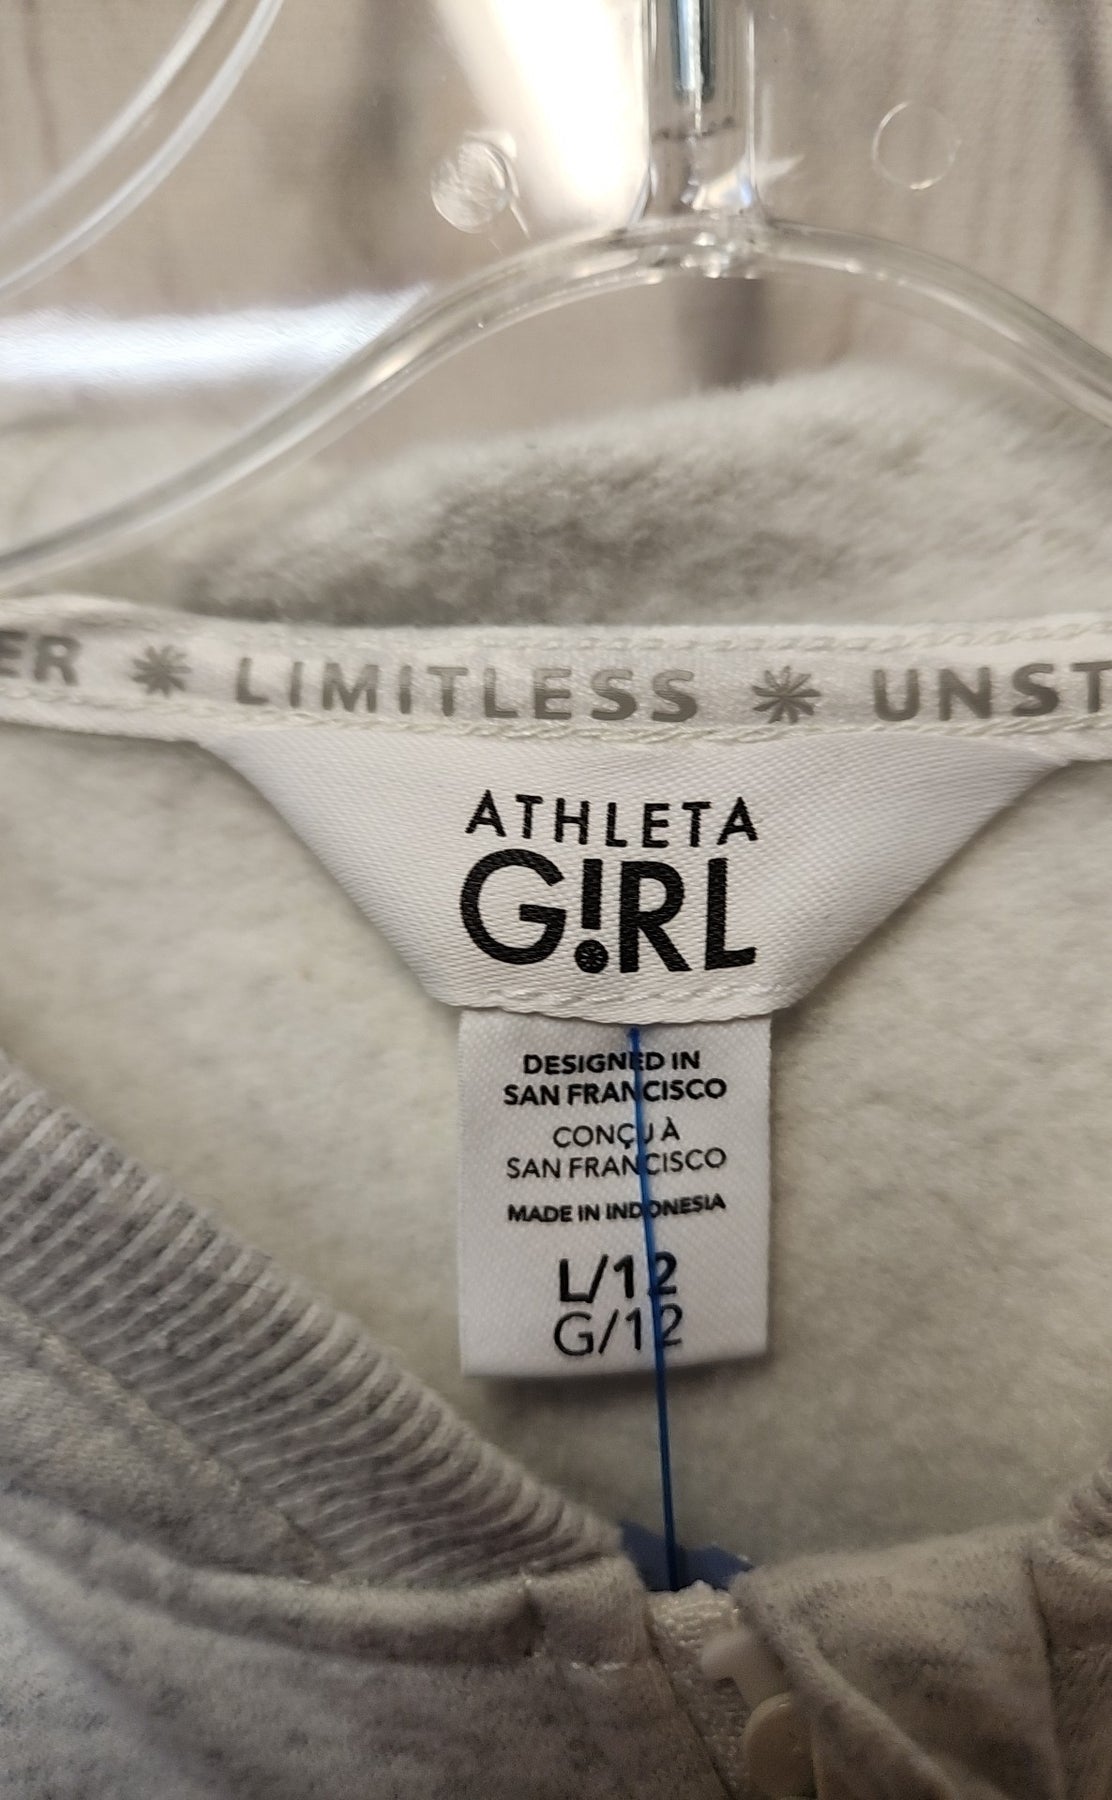 ER * LIMITLESS * UNST
ATHLETA
G!RL
DESIGNED IN
SAN FRANCISCO
CONÇU À
SAN FRANCISCO
MADE IN INDONESIA
L/12
G/12